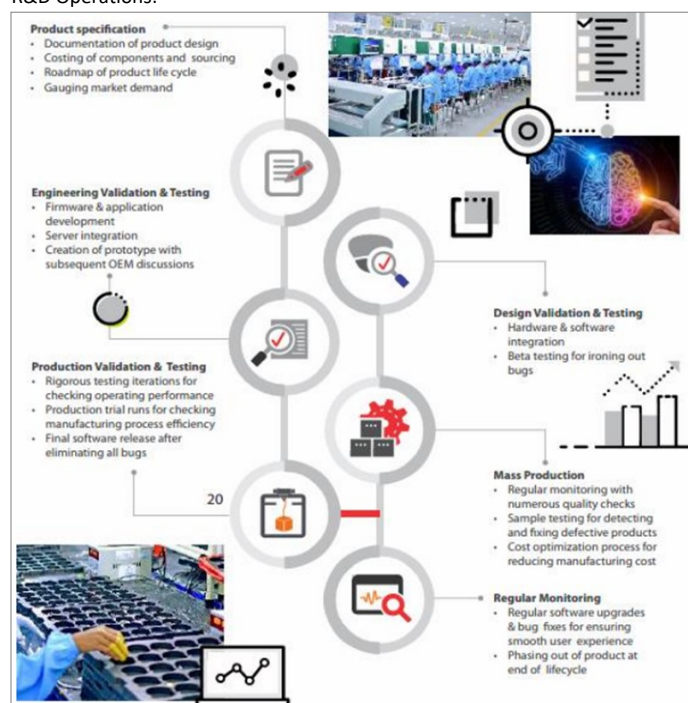 R&D Operations:
Product specification
• Documentation of product design
• Costing of components and sourcing
• Roadmap of product life cycle
• Gauging market demand
Engineering Validation & Testing
• Firmware & application
development
• Server integration
• Creation of prototype with
subsequent OEM discussions
Design Validation & Testing
• Hardware & software
integration
• Beta testing for ironing out
bugs
Production Validation & Testing
• Rigorous testing iterations for
checking operating performance
• Production trial runs for checking
manufacturing process efficiency
• Final software release after
eliminating all bugs
20
Mass Production
• Regular monitoring with
numerous quality checks
• Sample testing for detecting
and fixing defective products
• Cost optimization process for
reducing manufacturing cost
Regular Monitoring
• Regular software upgrades
& bug fixes for ensuring
smooth user experience
• Phasing out of product at
end of lifecycle